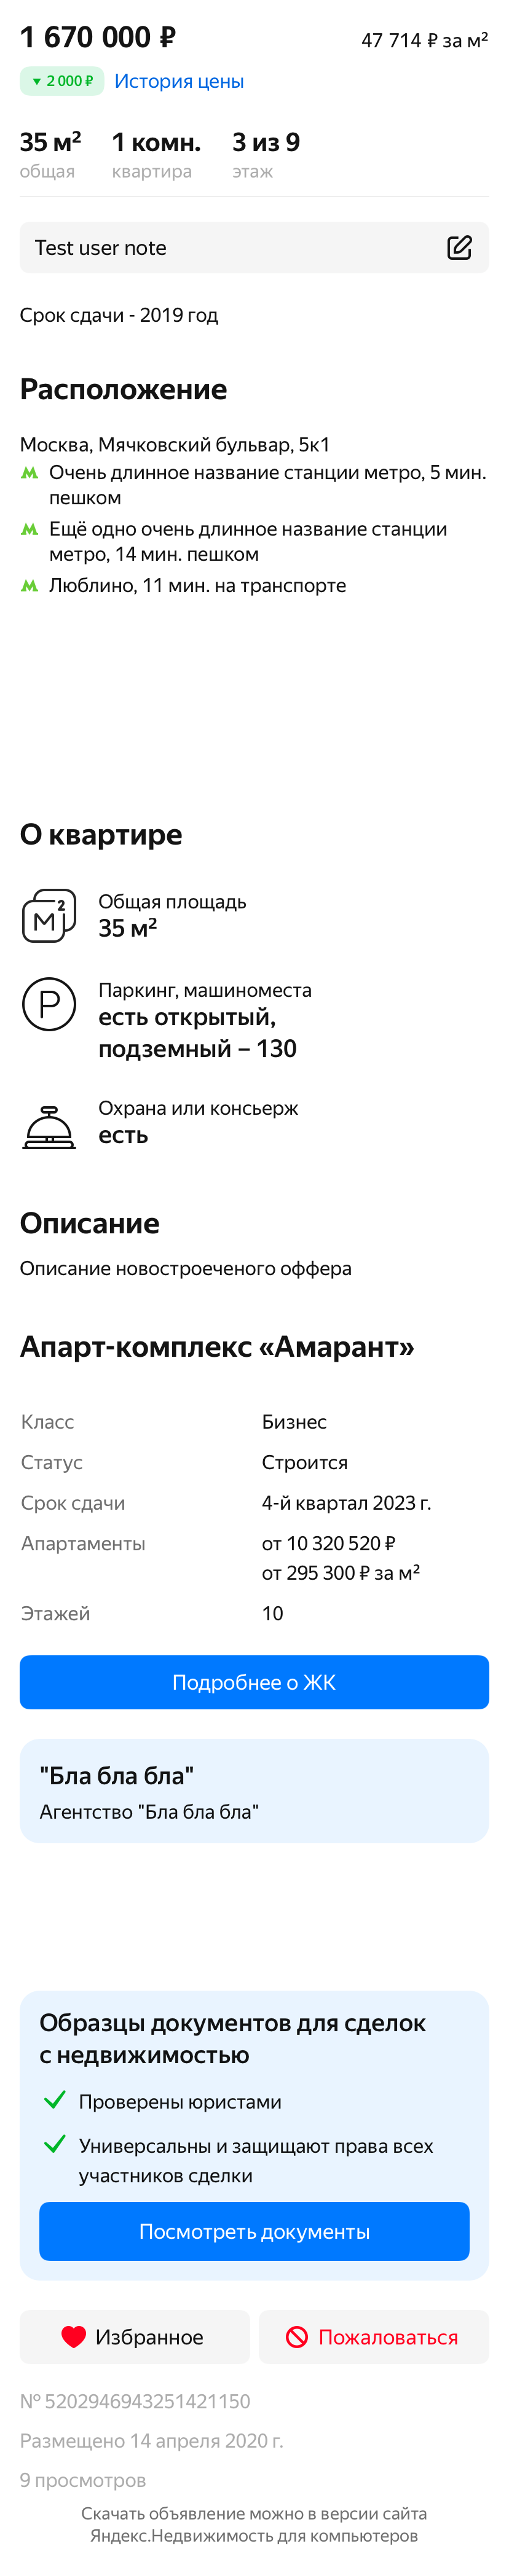 1 670 000 ₽
47 714 ₽ за м²
2 000 ₽
История цены
35 м² 1 комн. 3 из 9
общая квартира этаж
Test user note
Срок сдачи - 2019 год
Расположение
Москва, Мячковский бульвар, 5к1
Очень длинное название станции метро, 5 мин.
пешком
Ещё одно очень длинное название станции
метро, 14 мин. пешком
Люблино, 11 мин. на транспорте
О квартире
М 2
Общая площадь
35 м²
P
Паркинг, машиноместа
есть открытый,
подземный – 130
Охрана или консьерж
есть
Описание
Описание новостроеченого оффера
Апарт-комплекс «Амарант»
Класс Бизнес
Статус Строится
Срок сдачи 4-й квартал 2023 г.
Апартаменты от 10 320 520 ₽
от 295 300 ₽ за м²
Этажей 10
Подробнее о ЖК
"Бла бла бла"
Агентство "Бла бла бла"
Образцы документов для сделок
с недвижимостью
Проверены юристами
Универсальны и защищают права всех
участников сделки
Посмотреть документы
Избранное
Пожаловаться
№ 5202946943251421150
Размещено 14 апреля 2020 г.
9 просмотров
Скачать объявление можно в версии сайта
Яндекс.Недвижимость для компьютеров